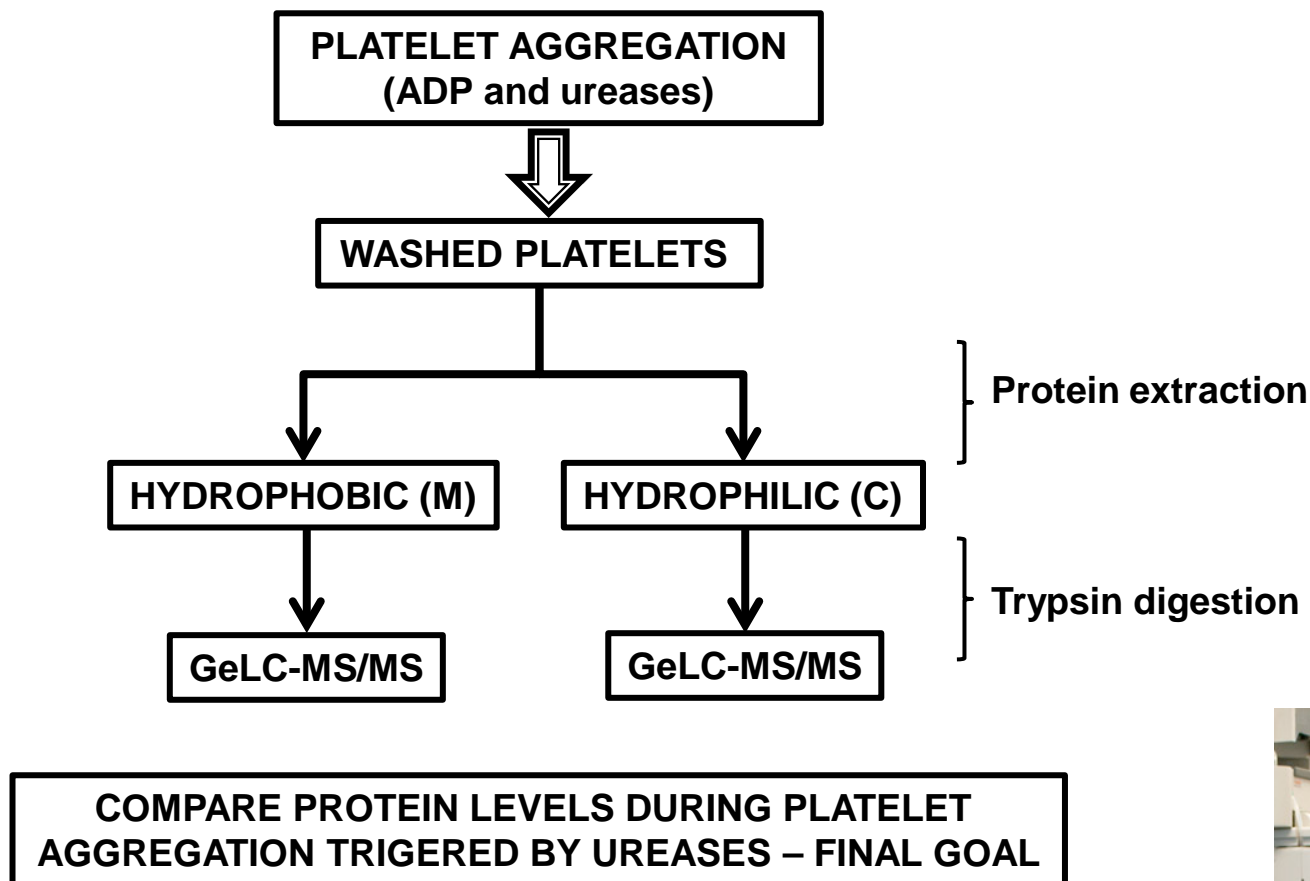 PLATELET AGGREGATION
(ADP and ureases)
WASHED PLATELETS
Protein extraction
HYDROPHOBIC (M)
HYDROPHILIC (C)
Trypsin digestion
GeLC-MS/MS
GeLC-MS/MS
COMPARE PROTEIN LEVELS DURING PLATELET
AGGREGATION TRIGERED BY UREASES – FINAL GOAL